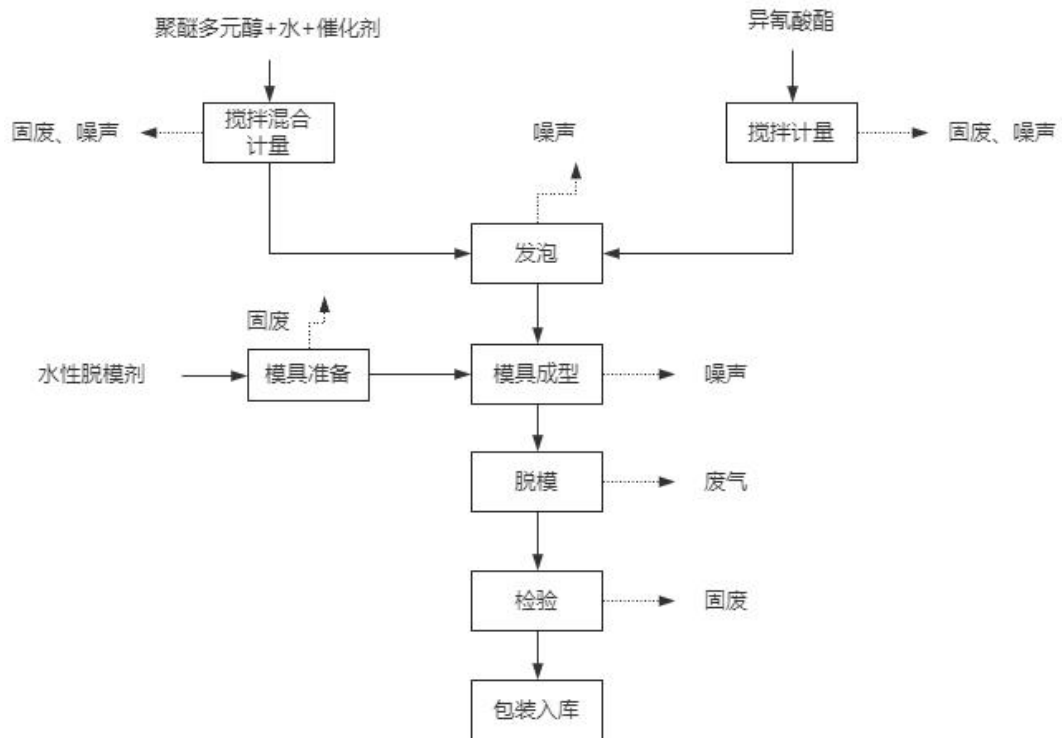 聚醚多元醇+水+催化剂
异氰酸酯
固废、噪声
搅拌混合
计量
噪声
搅拌计量
固废、噪声
发泡
固废
水性脱模剂
模具准备
模具成型
噪声
脱模
废气
检验
固废
包装入库